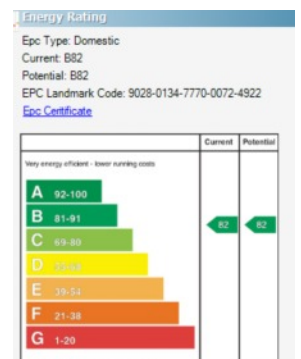 Energy Rating
Epc Type: Domestic
Current: B82
Potential: B82
EPC Landmark Code: 9028-0134-7770-0072-4922
Epc Certificate
Current Potential
Very energy efficient - lower running costs
A 92-100
B 81-91
82 82
C 69-80
D
E 39-54
F 21-38
G 1-20